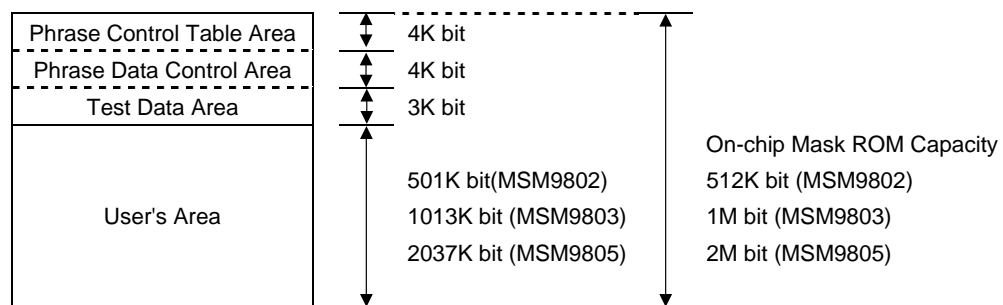 Phrase Control Table Area
4K bit
Phrase Data Control Area
4K bit
Test Data Area
3K bit
User's Area
501K bit(MSM9802)
1013K bit (MSM9803)
2037K bit (MSM9805)
On-chip Mask ROM Capacity
512K bit (MSM9802)
1M bit (MSM9803)
2M bit (MSM9805)